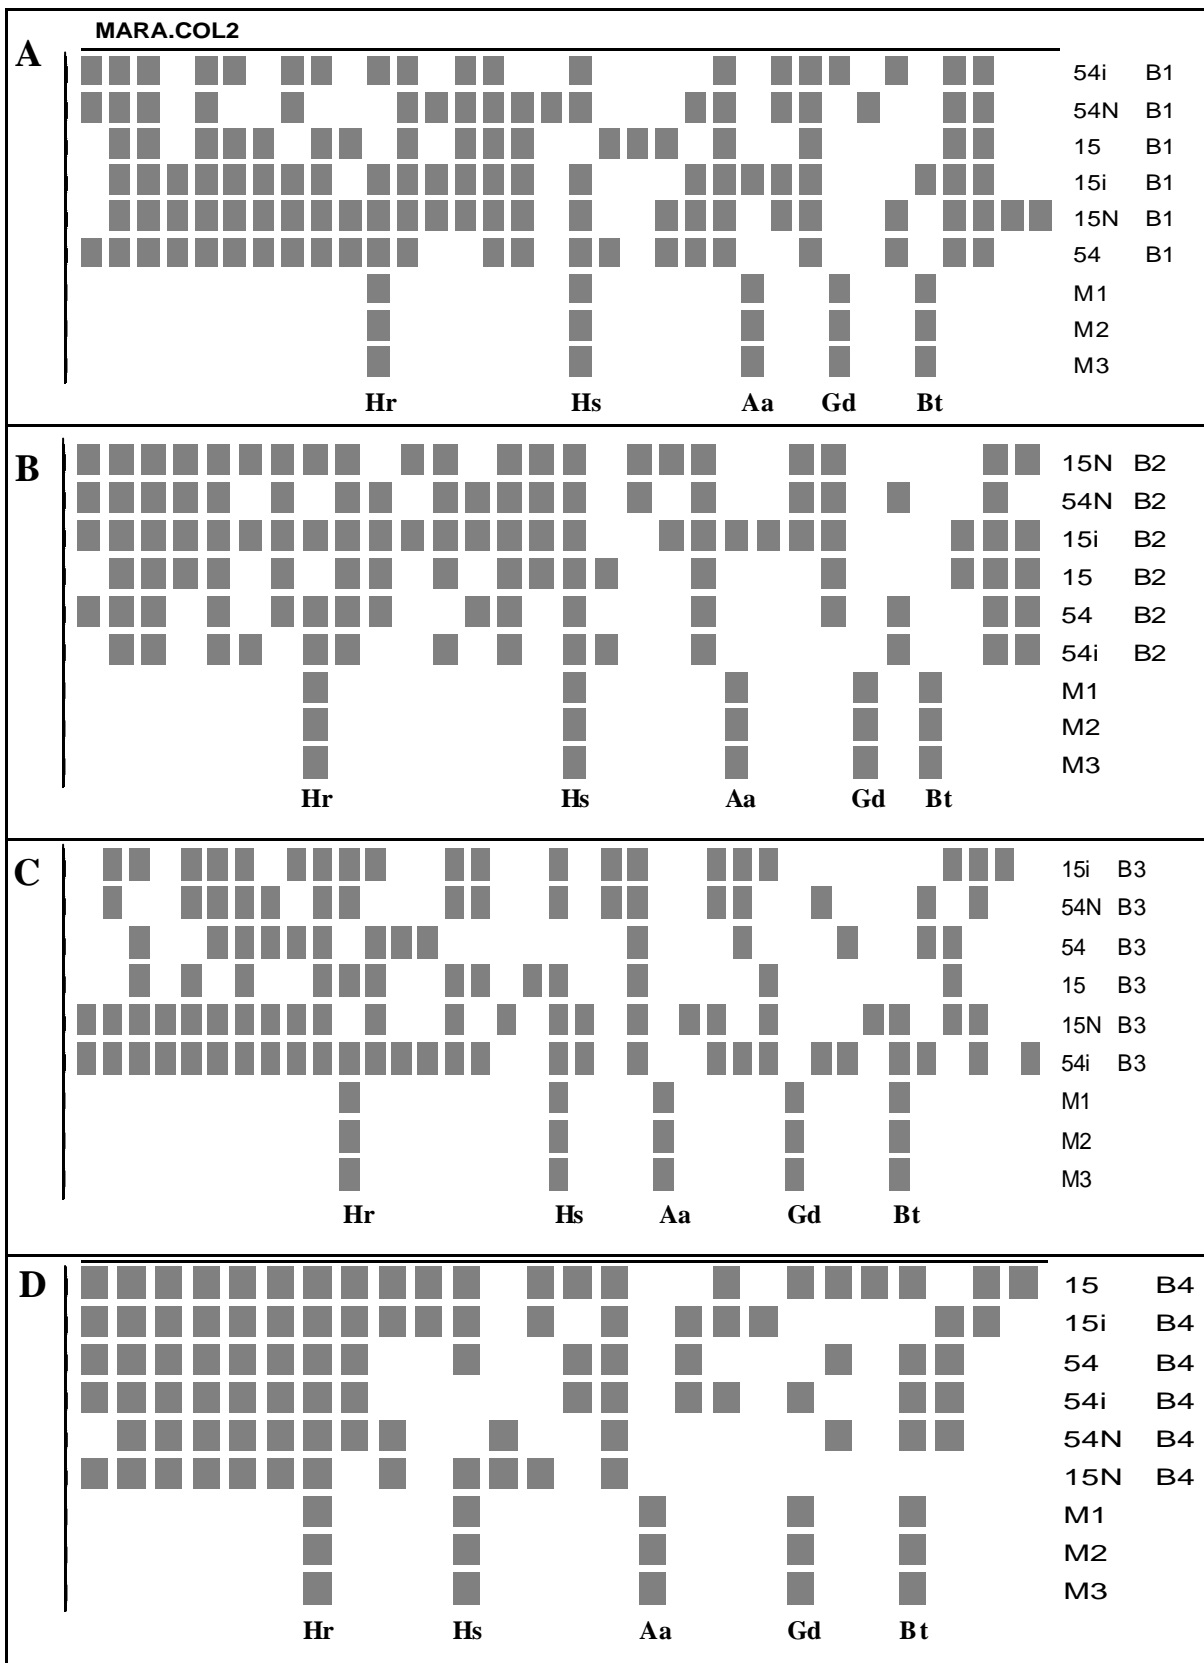 MARA.COL2
A
54i B1
54N B1
15 B1
15i B1
15N B1
54 B1
M1
M2
M3
Hr Hs Aa Gd Bt
B
15N B2
54N B2
15i B2
15 B2
54 B2
54i B2
M1
M2
M3
Hr Hs Aa Gd Bt
C
15i B3
54N B3
54 B3
15 B3
15N B3
54i B3
M1
M2
M3
Hr Hs Aa Gd Bt
D
15 B4
15i B4
54 B4
54i B4
54N B4
15N B4
M1
M2
M3
Hr Hs Aa Gd Bt